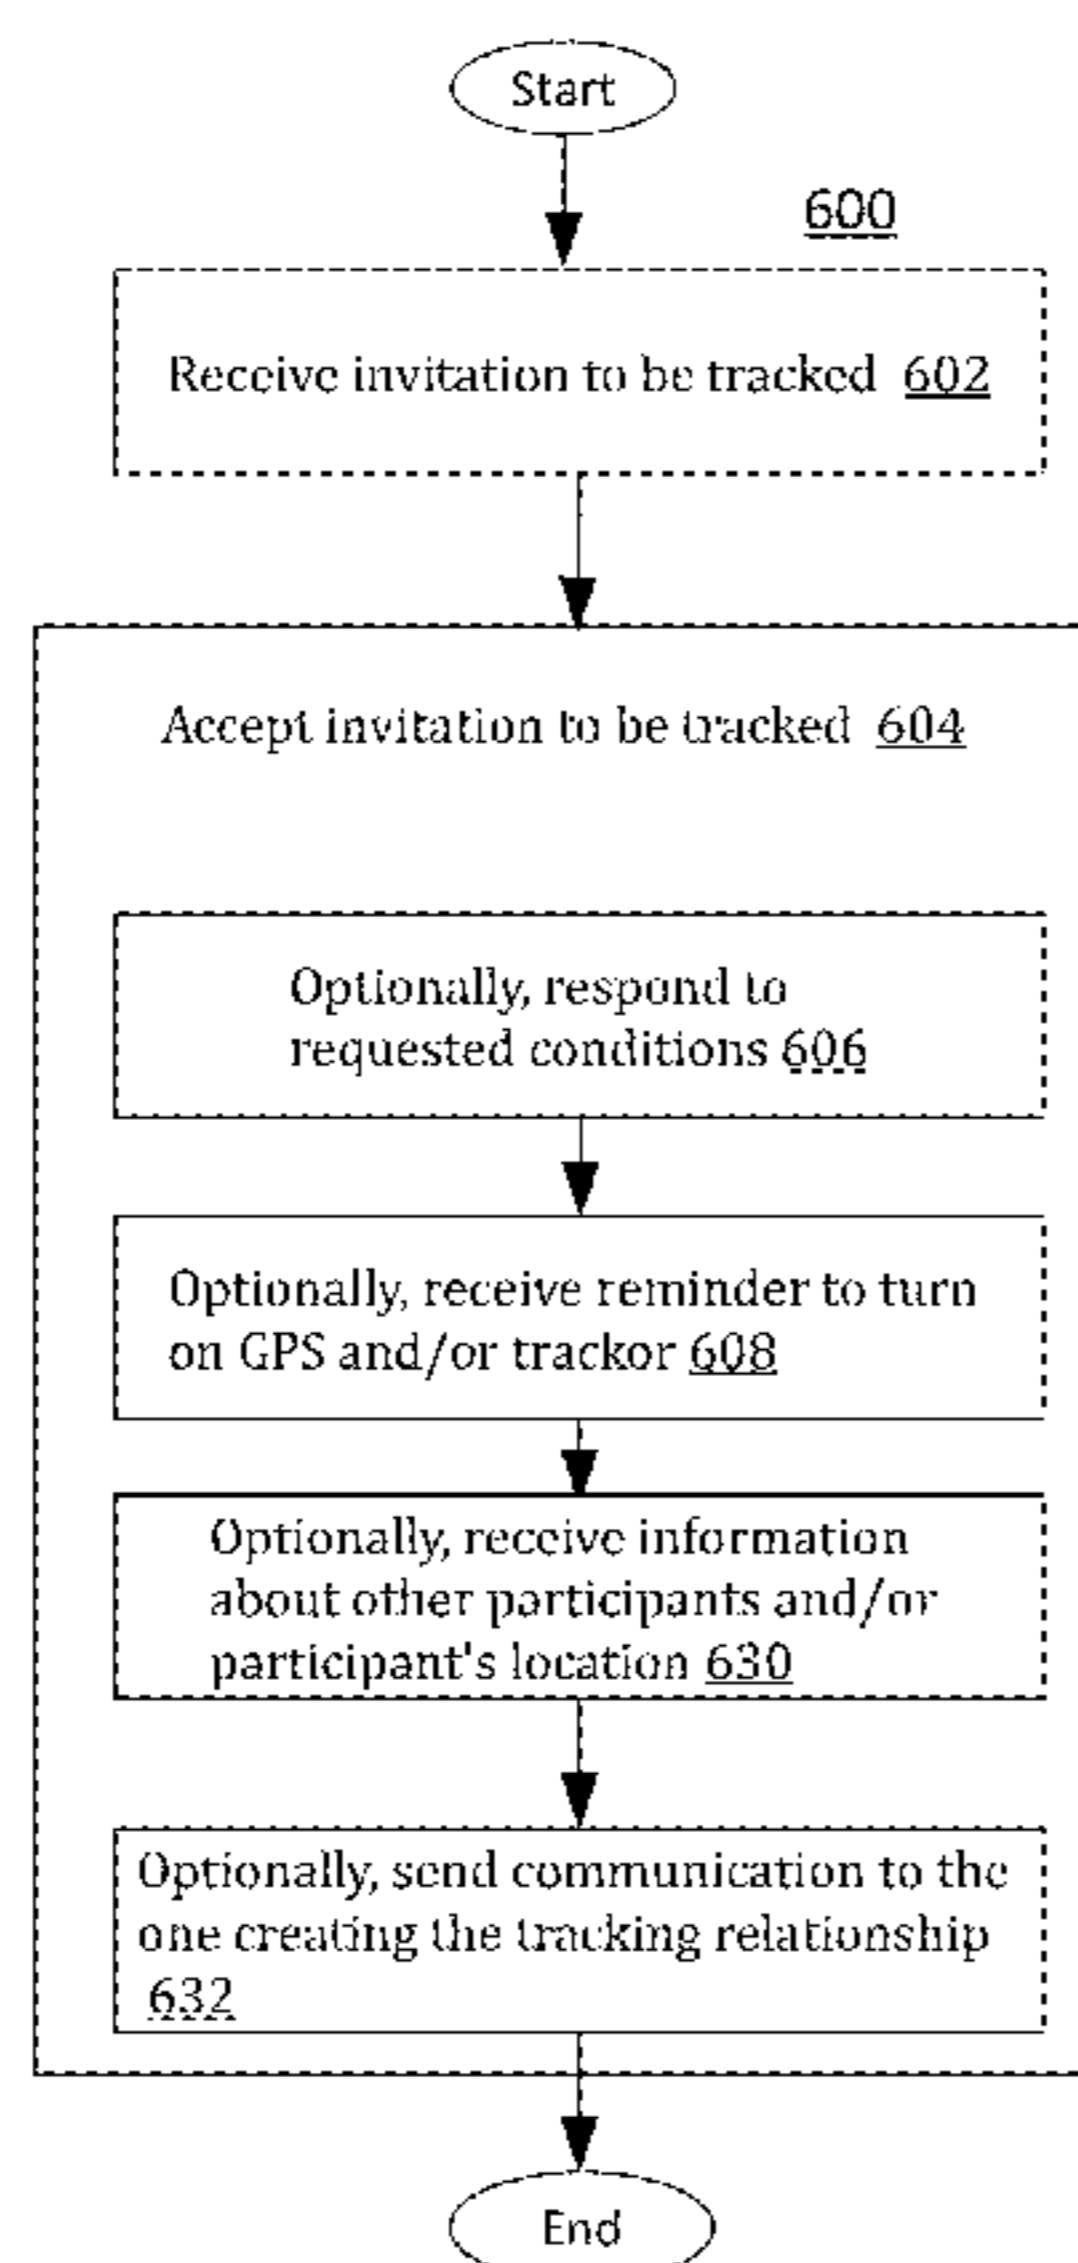 Start
600
Receive invitation to be tracked 602
Accept invitation to be tracked 604
Optionally, respond to
requested conditions 606
Optionally, receive reminder to turn
on GPS and/or trackor 608
Optionally, receive information
about other participants and/or
participant's location 630
Optionally, send communication to the
one creating the tracking relationship
632
End